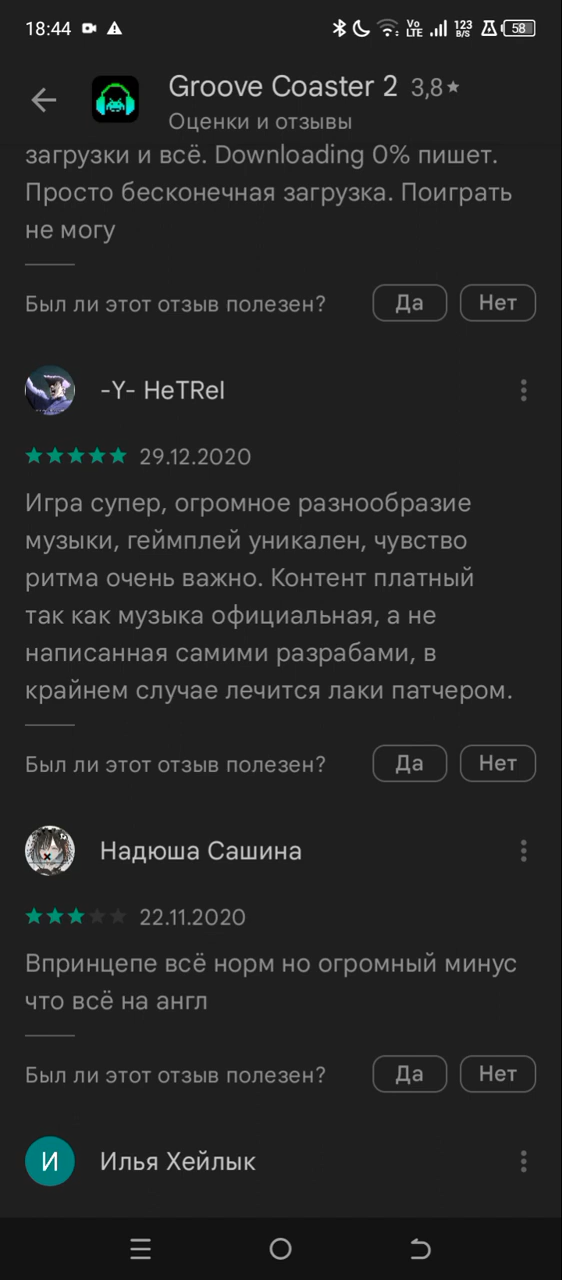 18:44 Vo LTE 123 B/S 58
Groove Coaster 2 3,8★
Оценки и отзывы
загрузки и всё. Downloading 0% пишет.
Просто бесконечная загрузка. Поиграть
не могу
Был ли этот отзыв полезен? Да Нет
-Y- HeTRel
29.12.2020
Игра супер, огромное разнообразие
музыки, геймплей уникален, чувство
ритма очень важно. Контент платный
так как музыка официальная, а не
написанная самими разрабами, в
крайнем случае лечится лаки патчером.
Был ли этот отзыв полезен? Да Нет
Надюша Сашина
22.11.2020
Впринцепе всё норм но огромный минус
что всё на англ
Был ли этот отзыв полезен? Да Нет
И Илья Хейлык